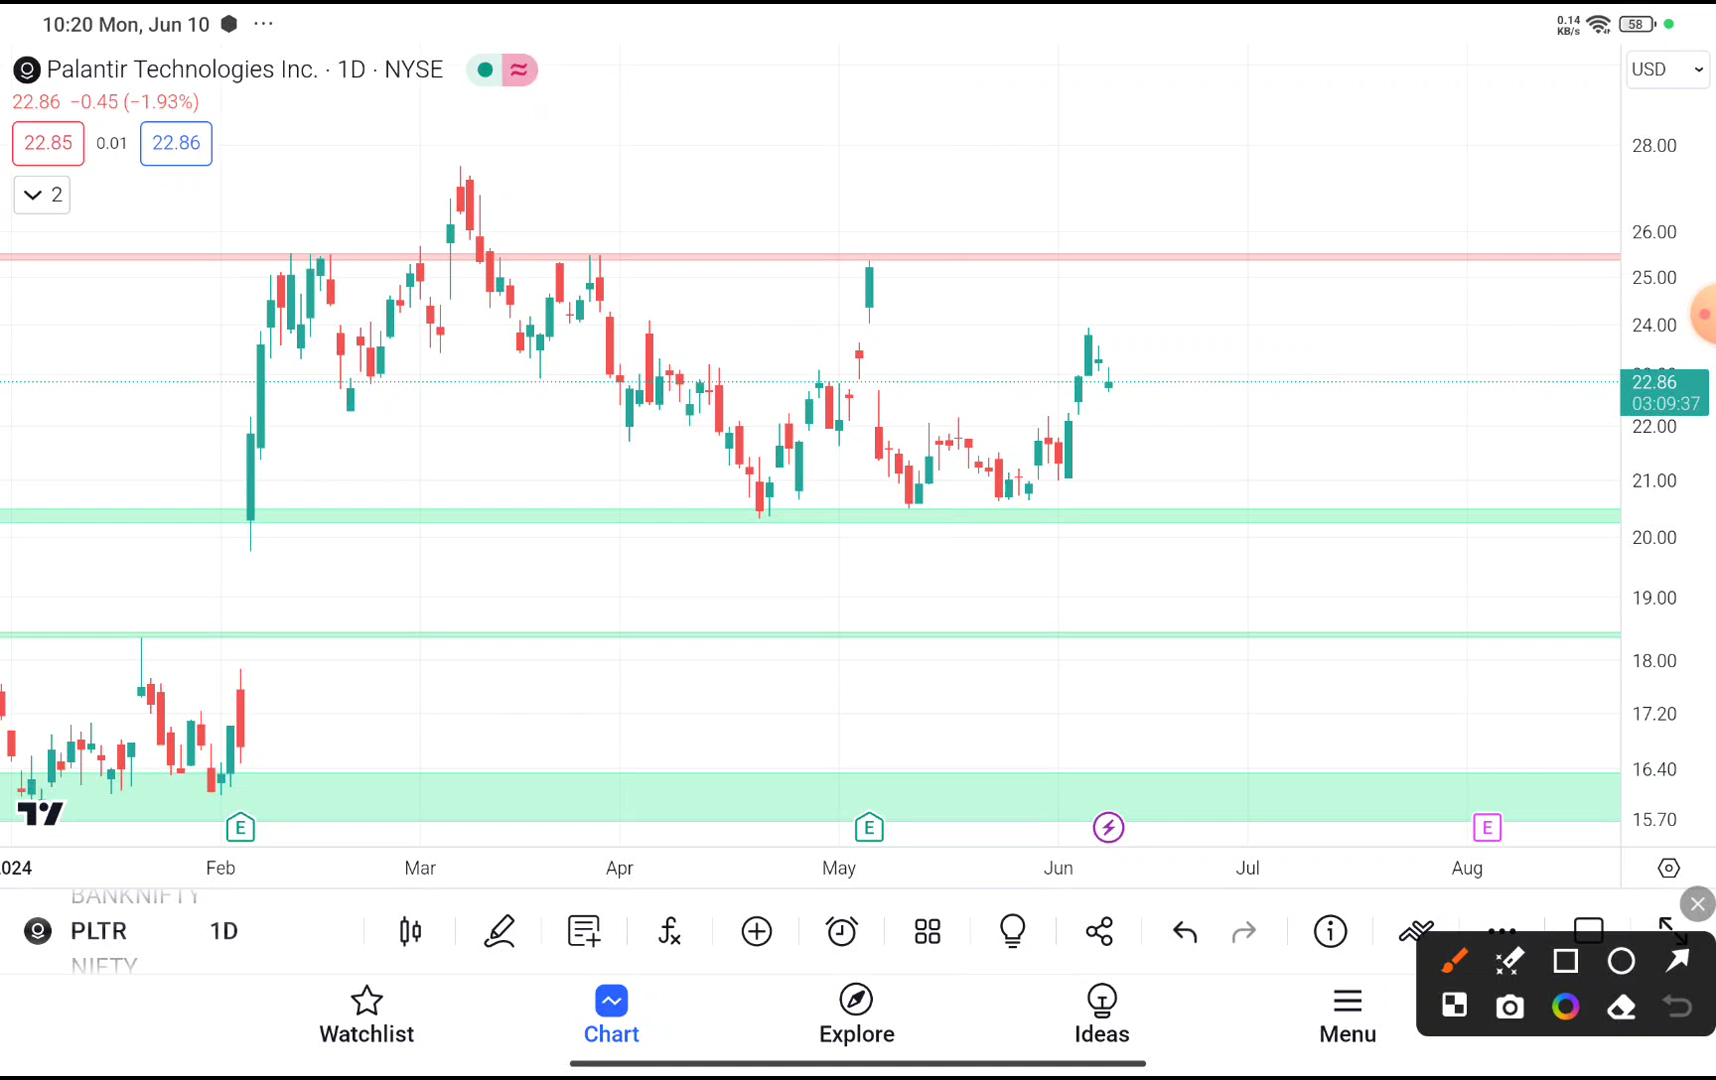 10:20 Mon, Jun 10 ···
0.14
KB/s
58
Palantir Technologies Inc. · 1D · NYSE
USD
22.86 −0.45 (−1.93%)
22.85 0.01 22.86
2
28.00
26.00
25.00
24.00
22.86
03:09:37
22.00
21.00
20.00
19.00
18.00
17.20
16.40
15.70
E E E
2024 Feb Mar Apr May Jun Jul Aug
BANKNIFTY
PLTR 1D
NIFTY
Watchlist Chart Explore Ideas Menu